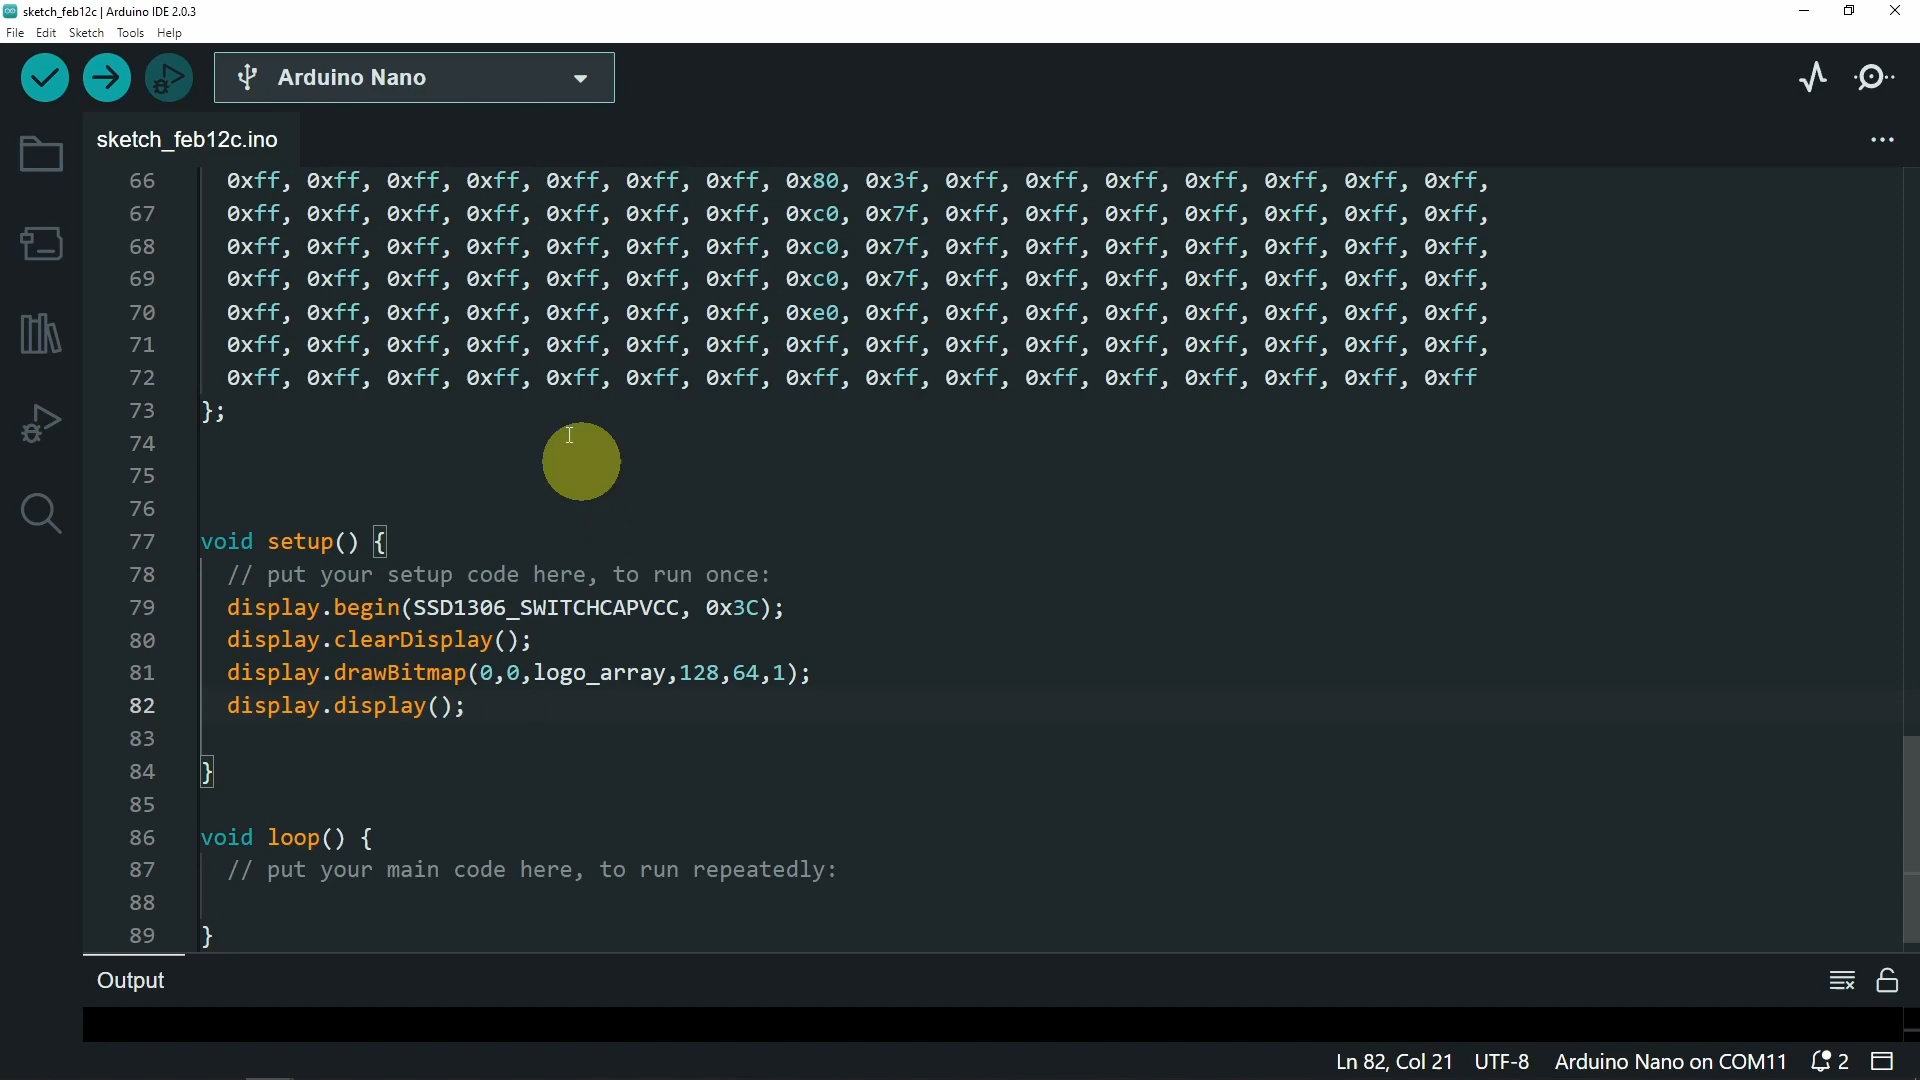 sketch_feb12c | Arduino IDE 2.0.3
File Edit Sketch Tools Help
Arduino Nano
sketch_feb12c.ino
66 0xff, 0xff, 0xff, 0xff, 0xff, 0xff, 0xff, 0x80, 0x3f, 0xff, 0xff, 0xff, 0xff, 0xff, 0xff, 0xff,
67 0xff, 0xff, 0xff, 0xff, 0xff, 0xff, 0xff, 0xc0, 0x7f, 0xff, 0xff, 0xff, 0xff, 0xff, 0xff, 0xff,
68 0xff, 0xff, 0xff, 0xff, 0xff, 0xff, 0xff, 0xc0, 0x7f, 0xff, 0xff, 0xff, 0xff, 0xff, 0xff, 0xff,
69 0xff, 0xff, 0xff, 0xff, 0xff, 0xff, 0xff, 0xc0, 0x7f, 0xff, 0xff, 0xff, 0xff, 0xff, 0xff, 0xff,
70 0xff, 0xff, 0xff, 0xff, 0xff, 0xff, 0xff, 0xe0, 0xff, 0xff, 0xff, 0xff, 0xff, 0xff, 0xff, 0xff,
71 0xff, 0xff, 0xff, 0xff, 0xff, 0xff, 0xff, 0xff, 0xff, 0xff, 0xff, 0xff, 0xff, 0xff, 0xff, 0xff,
72 0xff, 0xff, 0xff, 0xff, 0xff, 0xff, 0xff, 0xff, 0xff, 0xff, 0xff, 0xff, 0xff, 0xff, 0xff, 0xff
73 };
74
75
76
77 void setup() {
78 // put your setup code here, to run once:
79 display.begin(SSD1306_SWITCHCAPVCC, 0x3C);
80 display.clearDisplay();
81 display.drawBitmap(0,0,logo_array,128,64,1);
82 display.display();
83
84 }
85
86 void loop() {
87 // put your main code here, to run repeatedly:
88
89 }
Output
Ln 82, Col 21 UTF-8 Arduino Nano on COM11 2